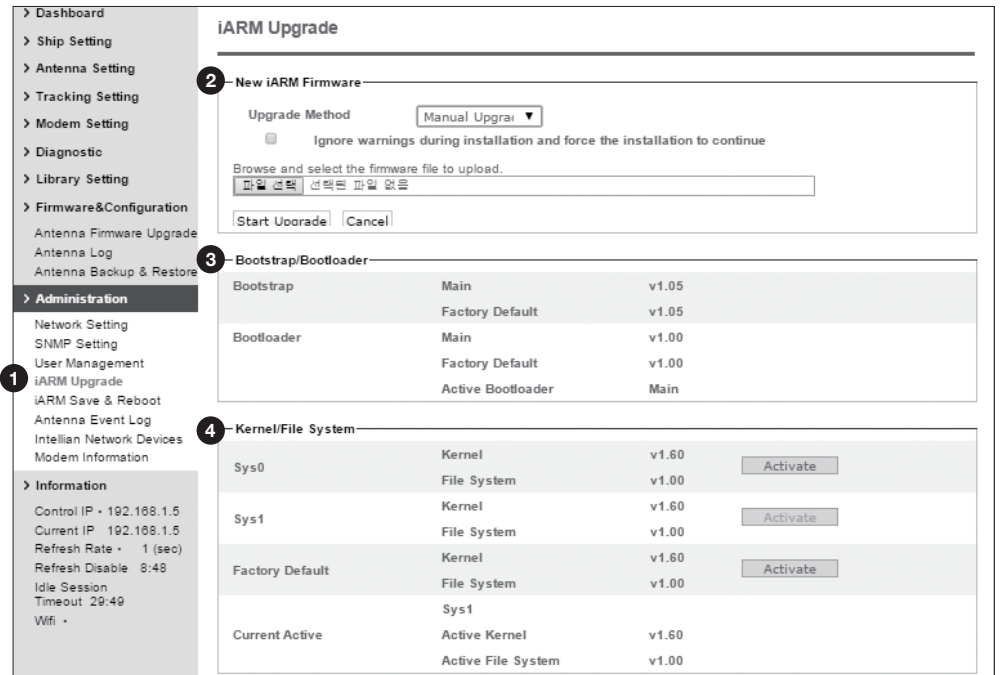 > Dashboard
> Ship Setting
> Antenna Setting
> Tracking Setting
> Modem Setting
> Diagnostic
> Library Setting
> Firmware&Configuration
Antenna Firmware Upgrade
Antenna Log
Antenna Backup & Restore
> Administration
Network Setting
SNMP Setting
User Management
1 iARM Upgrade
iARM Save & Reboot
Antenna Event Log
Intellian Network Devices
Modem Information
> Information
Control IP • 192.168.1.5
Current IP 192.168.1.5
Refresh Rate • 1 (sec)
Refresh Disable 8:48
Idle Session
Timeout 29:49
Wifi •
iARM Upgrade
2 New iARM Firmware
Upgrade Method Manual Upgra ▼
Ignore warnings during installation and force the installation to continue
Browse and select the firmware file to upload.
파일 선택 선택된 파일 없음
Start Upgrade Cancel
3 Bootstrap/Bootloader
Bootstrap Main v1.05
Factory Default v1.05
Bootloader Main v1.00
Factory Default v1.00
Active Bootloader Main
4 Kernel/File System
Sys0 Kernel v1.60 Activate
File System v1.00
Sys1 Kernel v1.60 Activate
File System v1.00
Factory Default Kernel v1.60 Activate
File System v1.00
Current Active Sys1
Active Kernel v1.60
Active File System v1.00